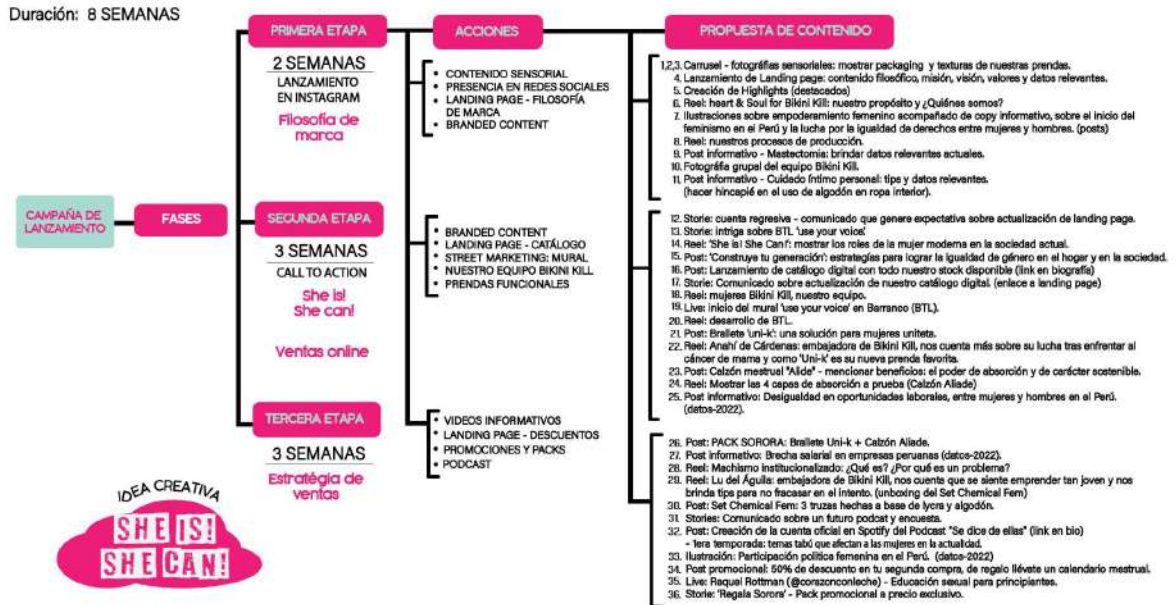 Duración: 8 SEMANAS
CAMPAÑA DE
LANZAMIENTO
FASES
PRIMERA ETAPA
2 SEMANAS
LANZAMIENTO
EN INSTAGRAM
Filosofía de
marca
SEGUNDA ETAPA
3 SEMANAS
CALL TO ACTION
She is!
She can!
Ventas online
TERCERA ETAPA
3 SEMANAS
Estratégia de
ventas
IDEA CREATIVA
SHE IS!
SHE CAN!
ACCIONES
• CONTENIDO SENSORIAL
• PRESENCIA EN REDES SOCIALES
• LANDING PAGE - FILOSOFÍA
DE MARCA
• BRANDED CONTENT
• BRANDED CONTENT
• LANDING PAGE - CATÁLOGO
• STREET MARKETING: MURAL
• NUESTRO EQUIPO BIKINI KILL
• PRENDAS FUNCIONALES
• VIDEOS INFORMATIVOS
• LANDING PAGE - DESCUENTOS
• PROMOCIONES Y PACKS
• PODCAST
PROPUESTA DE CONTENIDO
1,2,3. Carrusel - fotográfias sensoriales: mostrar packaging y texturas de nuestras prendas.
4. Lanzamiento de Landing page: contenido filosófico, misión, visión, valores y datos relevantes.
5. Creación de Highlights (destacados)
6. Reel: heart & Soul for Bikini Kill: nuestro propósito y ¿Quiénes somos?
7. Ilustraciones sobre empoderamiento femenino acompañado de copy informativo, sobre el inicio del
feminismo en el Perú y la lucha por la igualdad de derechos entre mujeres y hombres. (posts)
8. Reel: nuestros procesos de producción.
9. Post informativo - Mastectomia: brindar datos relevantes actuales.
10. Fotográfia grupal del equipo Bikini Kill.
11. Post informativo - Cuidado íntimo personal: tips y datos relevantes.
(hacer hincapié en el uso de algodón en ropa interior).
12. Storie: cuenta regresiva - comunicado que genere expectativa sobre actualización de landing page.
13. Storie: intriga sobre BTL 'use your voice'
14. Reel: 'She is! She Can!': mostrar los roles de la mujer moderna en la sociedad actual.
15. Post: 'Construye tu generación': estrategias para lograr la igualdad de género en el hogar y en la sociedad.
16. Post: Lanzamiento de catálogo digital con todo nuestro stock disponible (link en biografía)
17. Storie: Comunicado sobre actualización de nuestro catálogo digital. (enlace a landing page)
18. Reel: mujeres Bikini Kill, nuestro equipo.
19. Live: inicio del mural 'use your voice' en Barranco (BTL).
20. Reel: desarrollo de BTL.
21. Post: Brallete 'uni-k': una solución para mujeres uniteta.
22. Reel: Anahí de Cárdenas: embajadora de Bikini Kill, nos cuenta más sobre su lucha tras enfrentar al
cáncer de mama y como 'Uni-k' es su nueva prenda favorita.
23. Post: Calzón mestrual "Alide" - mencionar beneficios: el poder de absorción y de carácter sostenible.
24. Reel: Mostrar las 4 capas de absorción a prueba (Calzón Aliade)
25. Post informativo: Desigualdad en oportunidades laborales, entre mujeres y hombres en el Perú.
(datos-2022).
26. Post: PACK SORORA: Brallete Uni-k + Calzón Aliade.
27. Post informativo: Brecha salarial en empresas peruanas (datos-2022).
28. Reel: Machismo institucionalizado: ¿Qué es? ¿Por qué es un problema?
29. Reel: Lu del Águila: embajadora de Bikini Kill, nos cuenta que se siente emprender tan joven y nos
brinda tips para no fracasar en el intento. (unboxing del Set Chemical Fem)
30. Post: Set Chemical Fem: 3 truzas hechas a base de lycra y algodón.
31. Stories: Comunicado sobre un futuro podcat y encuesta.
32. Post: Creación de la cuenta oficial en Spotify del Podcast "Se dice de ellas" (link en bio)
- 1era temporada: temas tabú que afectan a las mujeres en la actualidad.
33. Ilustración: Participación política femenina en el Perú. (datos-2022)
34. Post promocional: 50% de descuento en tu segunda compra, de regalo llévate un calendario mestrual.
35. Live: Raquel Rottman (@corazonconleche) - Educación sexual para principiantes.
36. Storie: 'Regala Sorora' - Pack promocional a precio exclusivo.